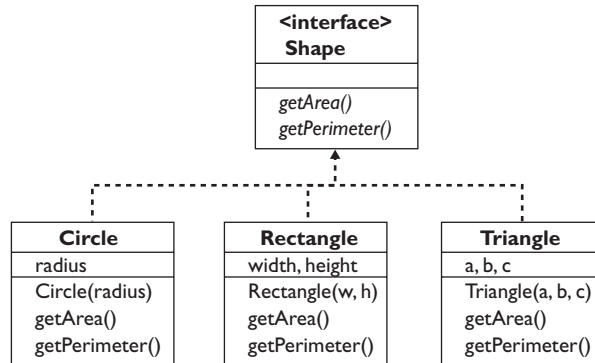 <interface>
Shape
getArea()
getPerimeter()
Circle
radius
Circle(radius)
getArea()
getPerimeter()
Rectangle
width, height
Rectangle(w, h)
getArea()
getPerimeter()
Triangle
a, b, c
Triangle(a, b, c)
getArea()
getPerimeter()